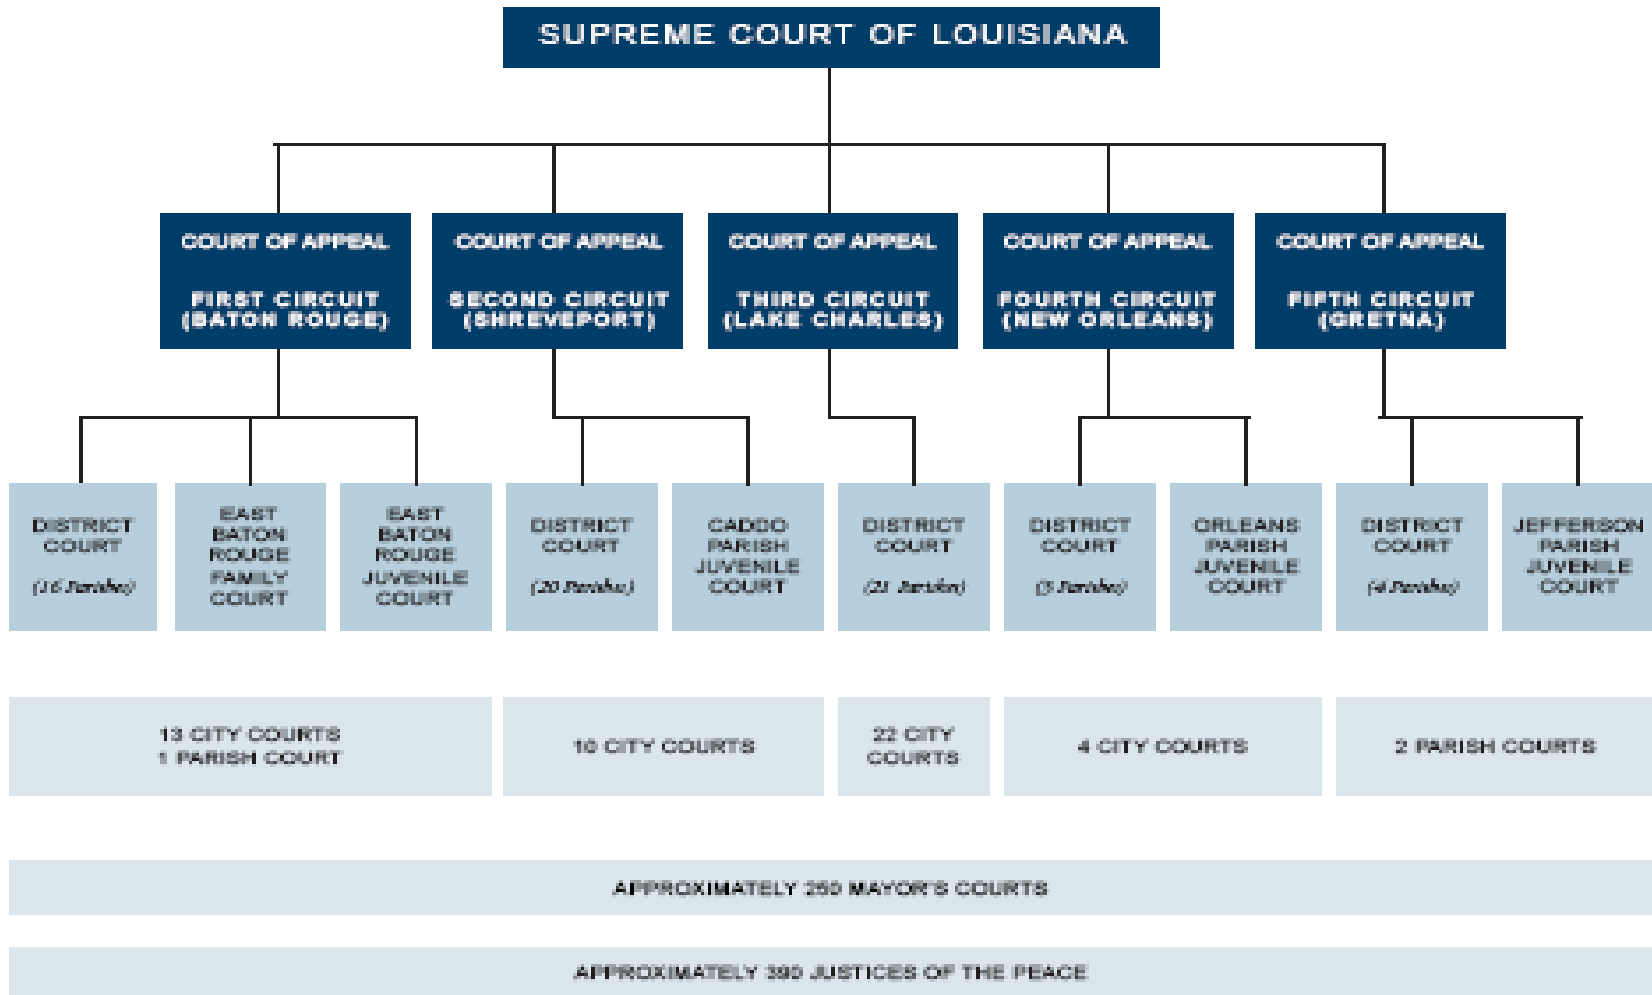 SUPREME COURT OF LOUISIANA
COURT OF APPEAL
FIRST CIRCUIT
(BATON ROUGE)
COURT OF APPEAL
SECOND CIRCUIT
(SHREVEPORT)
COURT OF APPEAL
THIRD CIRCUIT
(LAKE CHARLES)
COURT OF APPEAL
FOURTH CIRCUIT
(NEW ORLEANS)
COURT OF APPEAL
FIFTH CIRCUIT
(GRETNA)
DISTRICT
COURT
(16 Parishes)
EAST
BATON
ROUGE
FAMILY
COURT
EAST
BATON
ROUGE
JUVENILE
COURT
DISTRICT
COURT
(20 Parishes)
CADDO
PARISH
JUVENILE
COURT
DISTRICT
COURT
(21 Parishes)
DISTRICT
COURT
(3 Parishes)
ORLEANS
PARISH
JUVENILE
COURT
DISTRICT
COURT
(4 Parishes)
JEFFERSON
PARISH
JUVENILE
COURT
13 CITY COURTS
1 PARISH COURT
10 CITY COURTS
22 CITY
COURTS
4 CITY COURTS
2 PARISH COURTS
APPROXIMATELY 250 MAYOR'S COURTS
APPROXIMATELY 390 JUSTICES OF THE PEACE